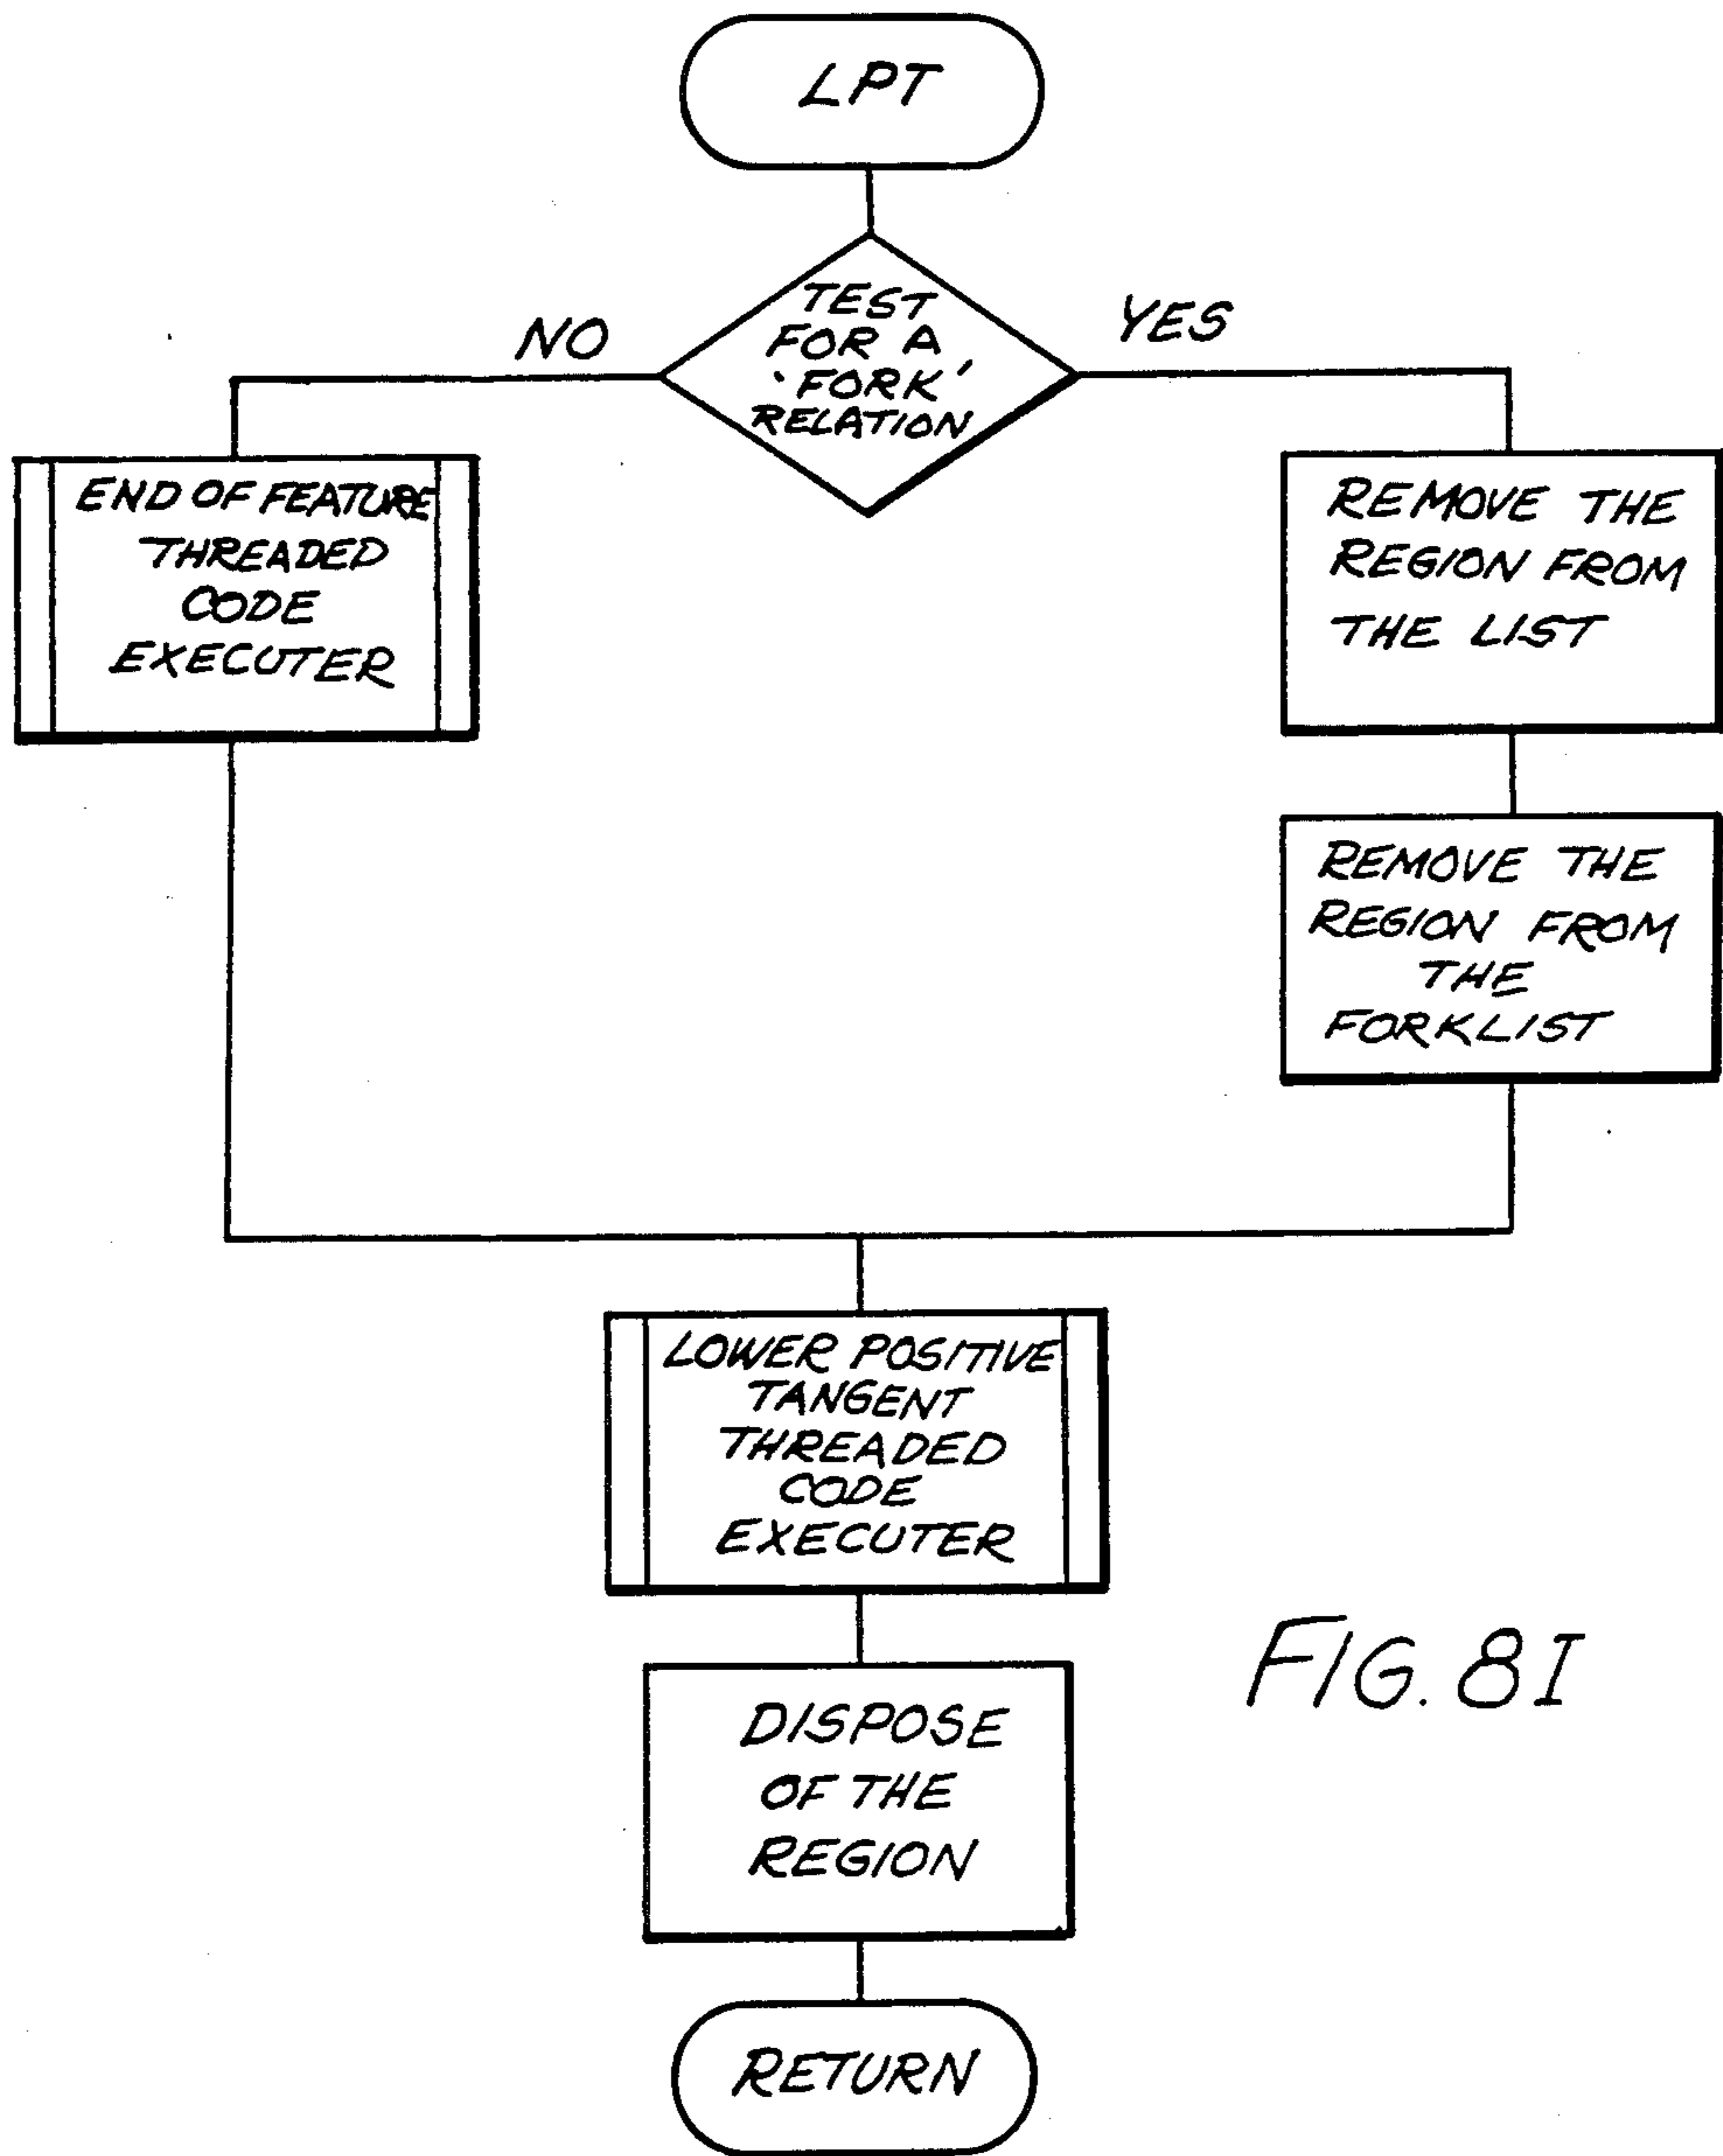 LPT
TEST
FOR A
'FORK'
RELATION
NO
YES
END OF FEATURE
THREADED
CODE
EXECUTER
REMOVE THE
REGION FROM
THE LIST
REMOVE THE
REGION FROM
THE
FORKLIST
LOWER POSITIVE
TANGENT
THREADED
CODE
EXECUTER
DISPOSE
OF THE
REGION
RETURN
FIG. 8I